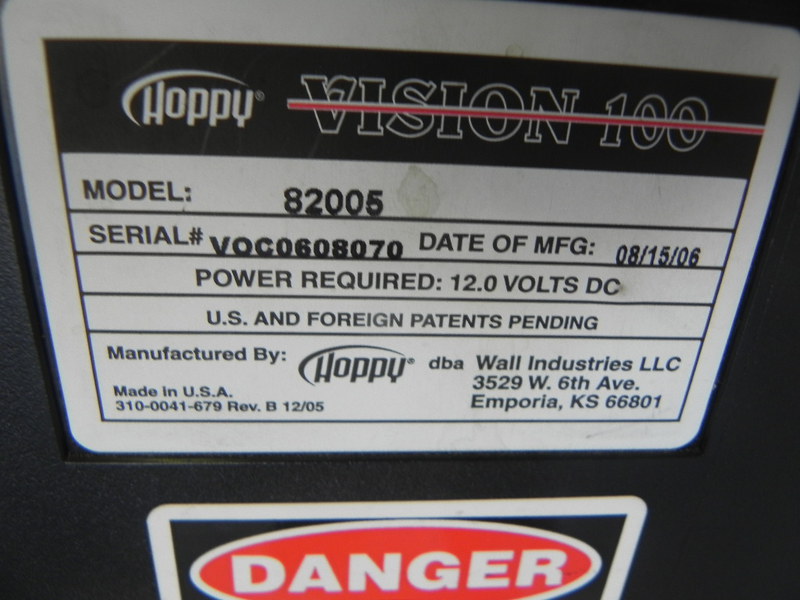 Hoppy® VISION 100
MODEL: 82005
SERIAL# VOC0608070 DATE OF MFG: 08/15/06
POWER REQUIRED: 12.0 VOLTS DC
U.S. AND FOREIGN PATENTS PENDING
Manufactured By: Hoppy® dba Wall Industries LLC
3529 W. 6th Ave.
Made in U.S.A.
Emporia, KS 66801
310-0041-679 Rev. B 12/05
DANGER